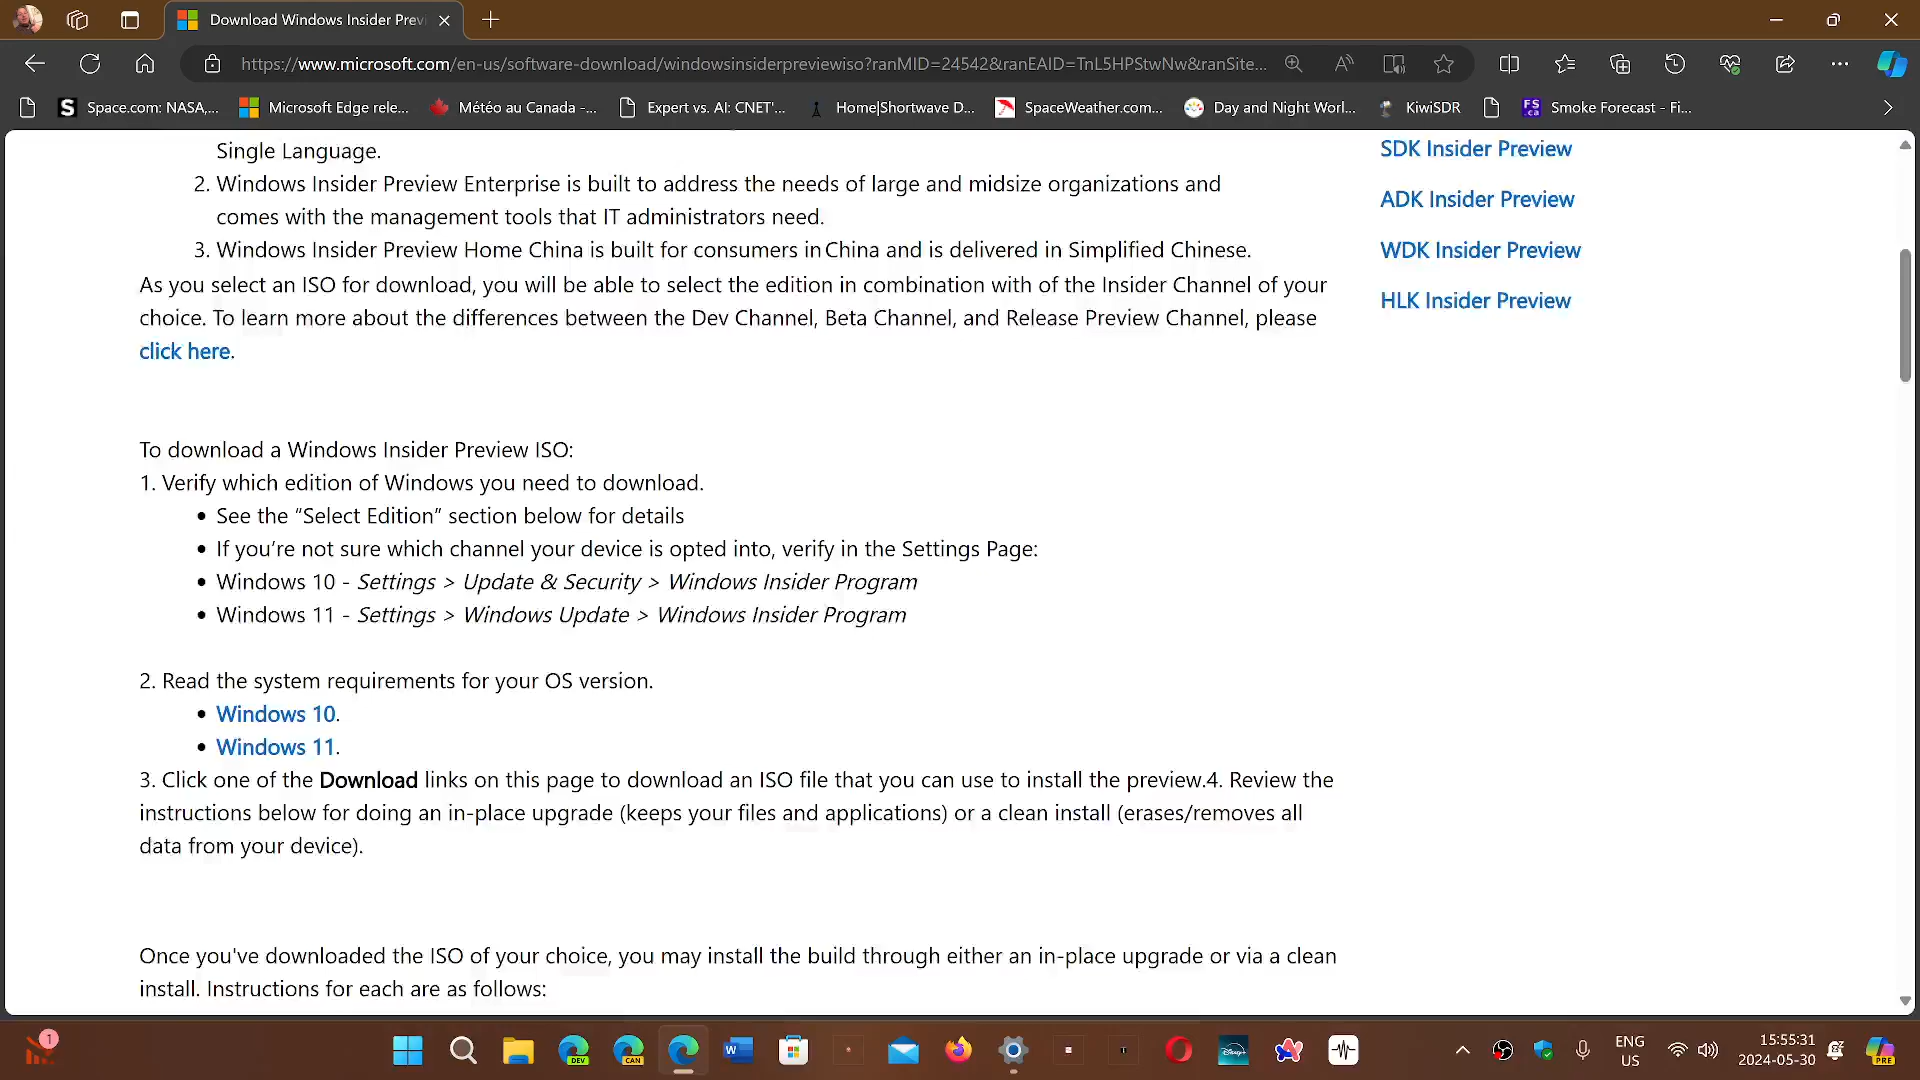 Download Windows Insider Previ
https://www.microsoft.com/en-us/software-download/windowsinsiderpreviewiso?ranMID=24542&ranEAID=TnL5HPStwNw&ranSite...
Space.com: NASA,...
Microsoft Edge rele...
Météo au Canada -...
Expert vs. AI: CNET'...
Home|Shortwave D...
SpaceWeather.com...
Day and Night Worl...
KiwiSDR
Smoke Forecast - Fi...
Single Language.
2. Windows Insider Preview Enterprise is built to address the needs of large and midsize organizations and
comes with the management tools that IT administrators need.
3. Windows Insider Preview Home China is built for consumers in China and is delivered in Simplified Chinese.
As you select an ISO for download, you will be able to select the edition in combination with of the Insider Channel of your
choice. To learn more about the differences between the Dev Channel, Beta Channel, and Release Preview Channel, please
click here.
SDK Insider Preview
ADK Insider Preview
WDK Insider Preview
HLK Insider Preview
To download a Windows Insider Preview ISO:
1. Verify which edition of Windows you need to download.
• See the “Select Edition” section below for details
• If you’re not sure which channel your device is opted into, verify in the Settings Page:
• Windows 10 - Settings > Update & Security > Windows Insider Program
• Windows 11 - Settings > Windows Update > Windows Insider Program
2. Read the system requirements for your OS version.
• Windows 10.
• Windows 11.
3. Click one of the Download links on this page to download an ISO file that you can use to install the preview.4. Review the
instructions below for doing an in-place upgrade (keeps your files and applications) or a clean install (erases/removes all
data from your device).
Once you've downloaded the ISO of your choice, you may install the build through either an in-place upgrade or via a clean
install. Instructions for each are as follows:
1
DEV
CAN
Disney+
ENG
US
15:55:31
2024-05-30
PRE